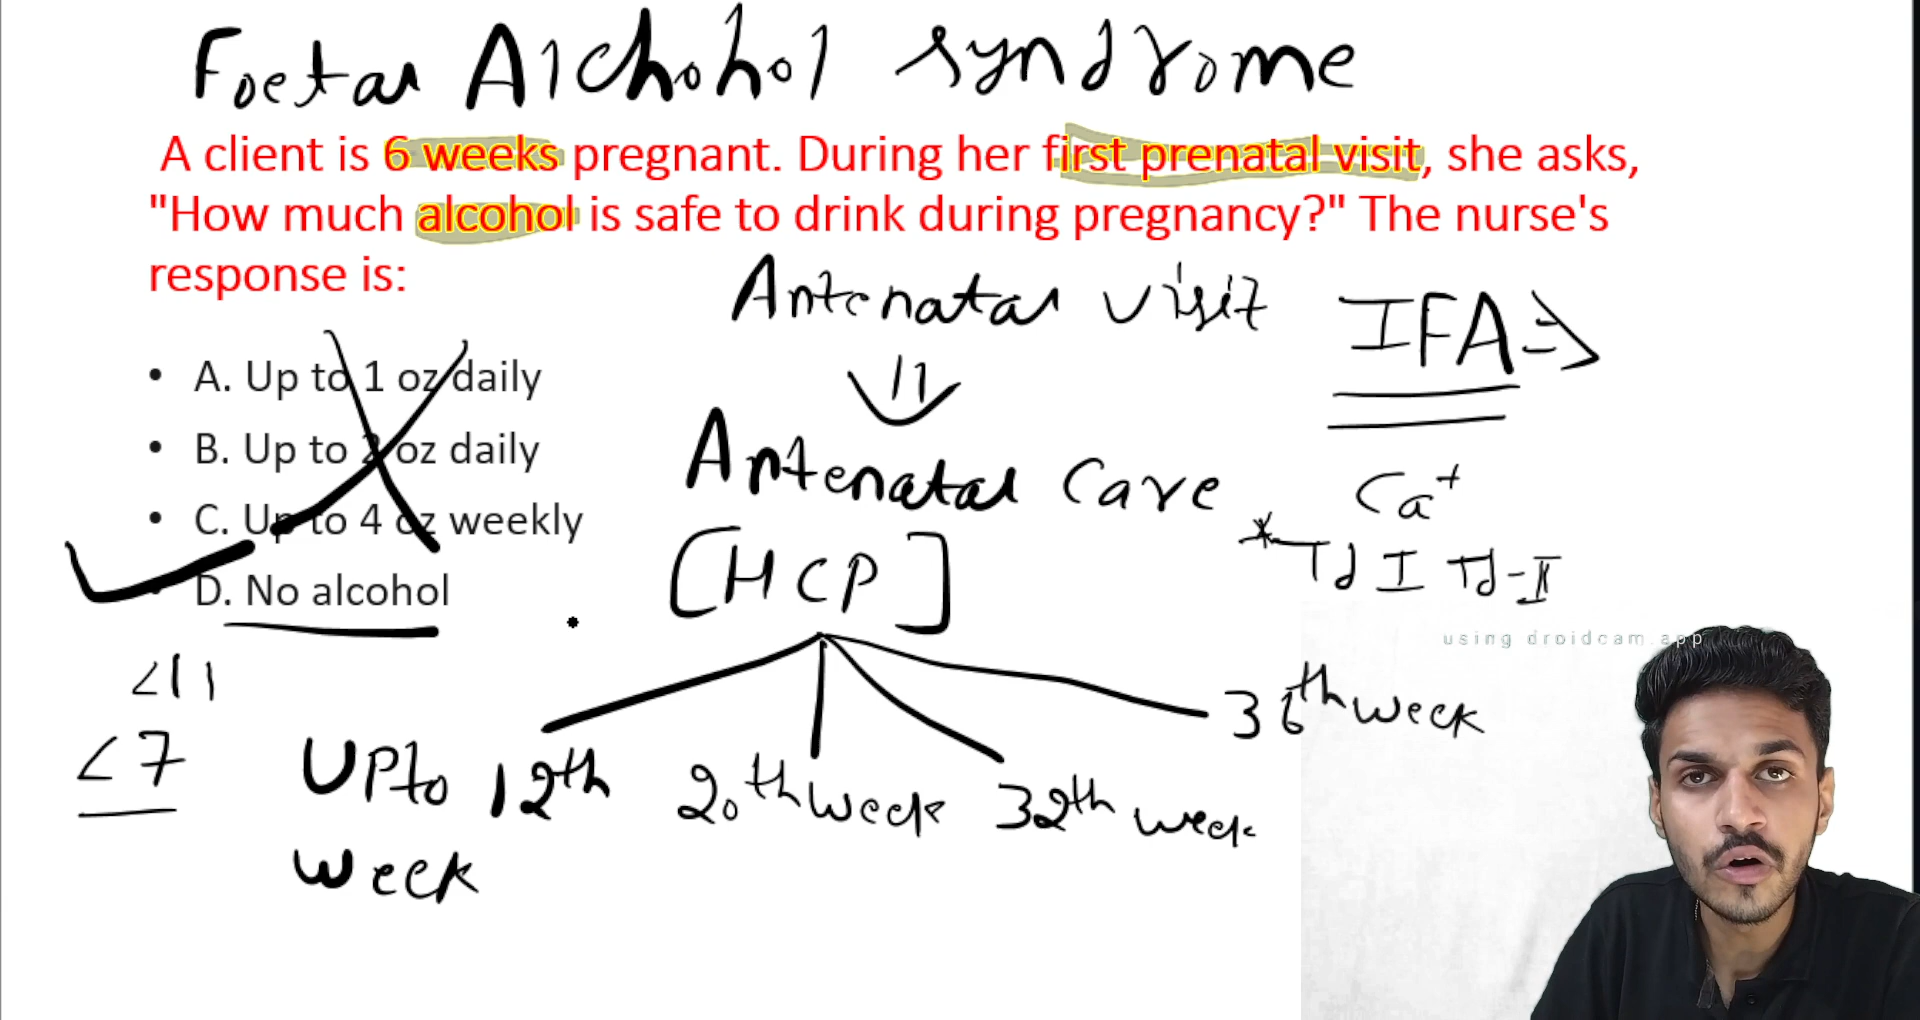 Foetal Alchohol syndrome
A client is 6 weeks pregnant. During her first prenatal visit, she asks,
"How much alcohol is safe to drink during pregnancy?" The nurse's
response is:
Antenatal visit
IFA ⇒
• A. Up to 1 oz daily
• B. Up to 2 oz daily
• C. Up to 4 oz weekly
D. No alcohol
Antenatal care
[HCP]
Ca+
*Td I Td-II
using droidcam app
<11
<7
Upto 12th
week
20th week
32th week
36th week